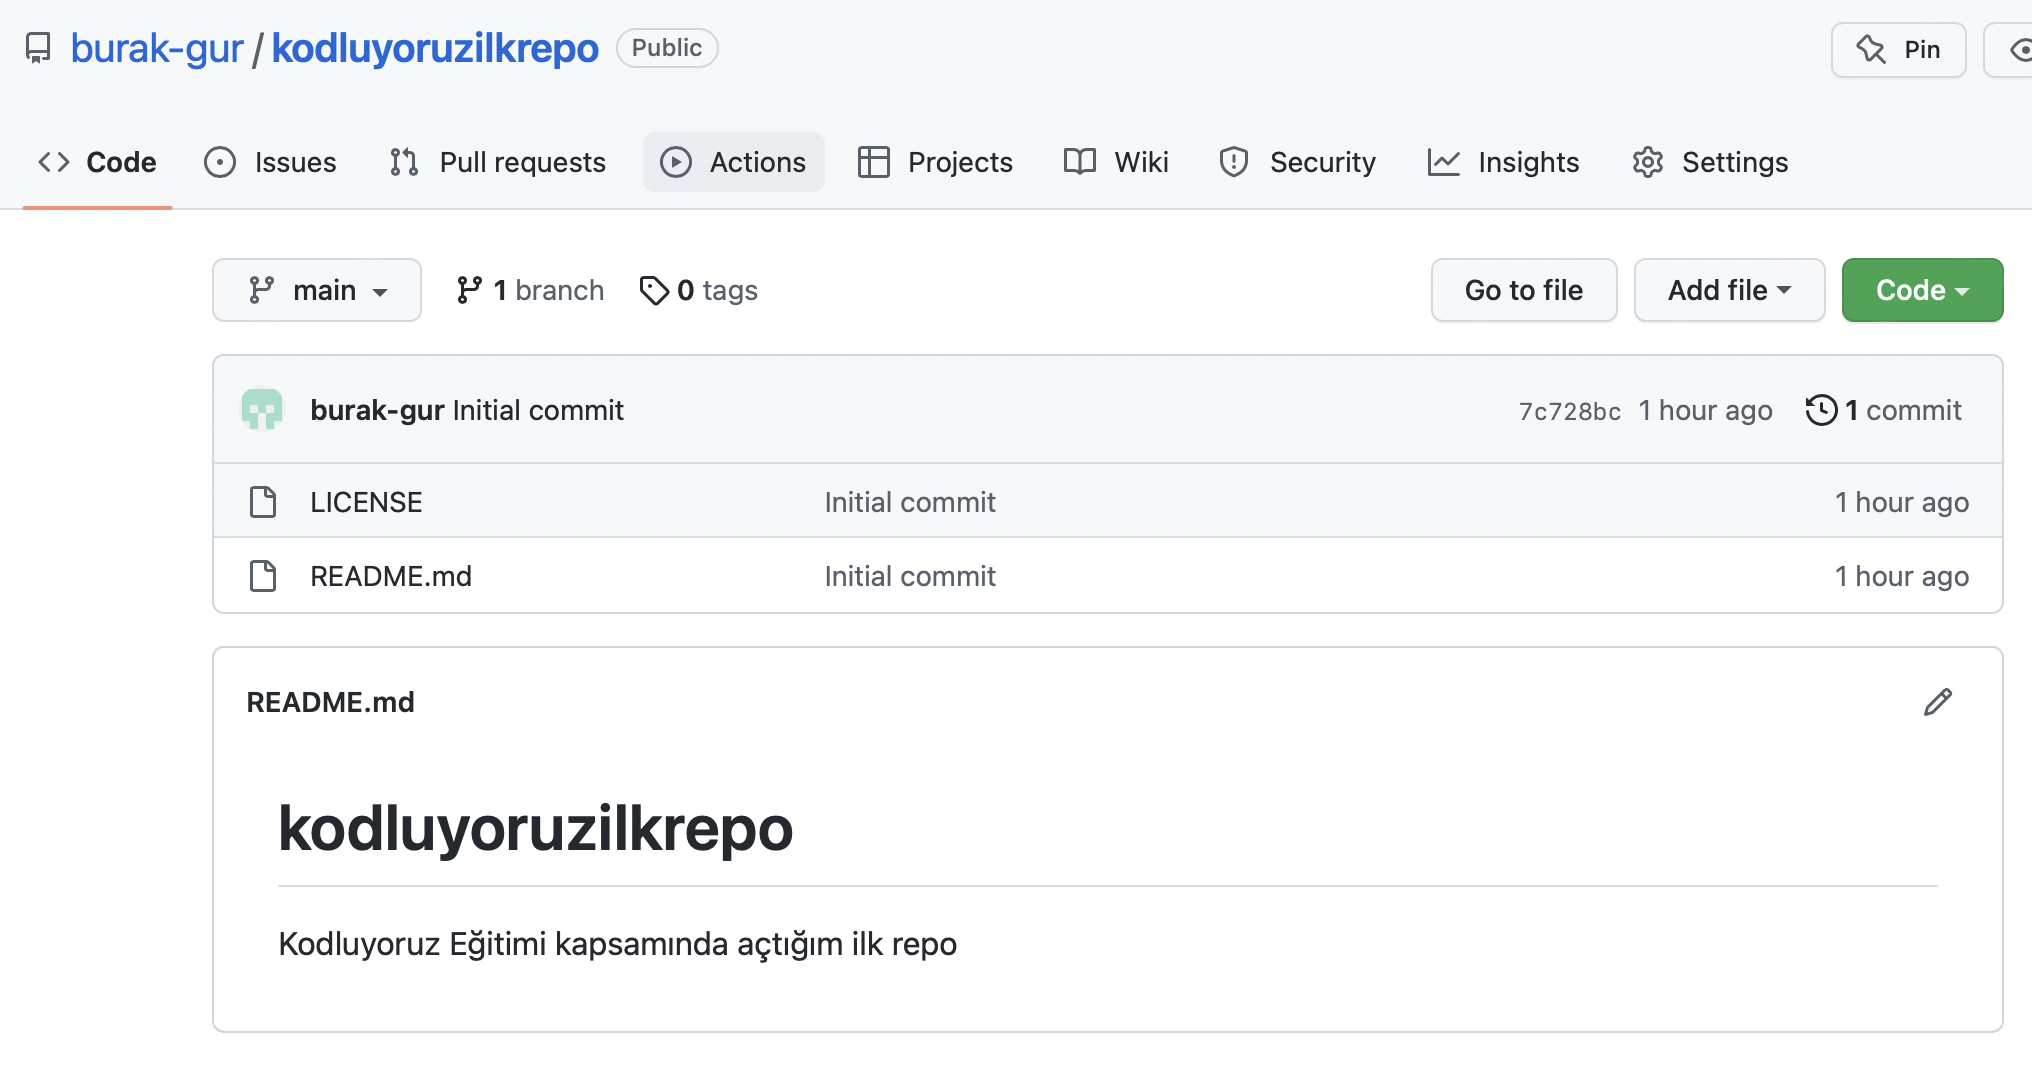 burak-gur / kodluyoruzilkrepo Public Pin
Code Issues Pull requests Actions Projects Wiki Security Insights Settings
main 1 branch 0 tags Go to file Add file Code
burak-gur Initial commit 7c728bc 1 hour ago 1 commit
LICENSE Initial commit 1 hour ago
README.md Initial commit 1 hour ago
README.md
kodluyoruzilkrepo
Kodluyoruz Eğitimi kapsamında açtığım ilk repo